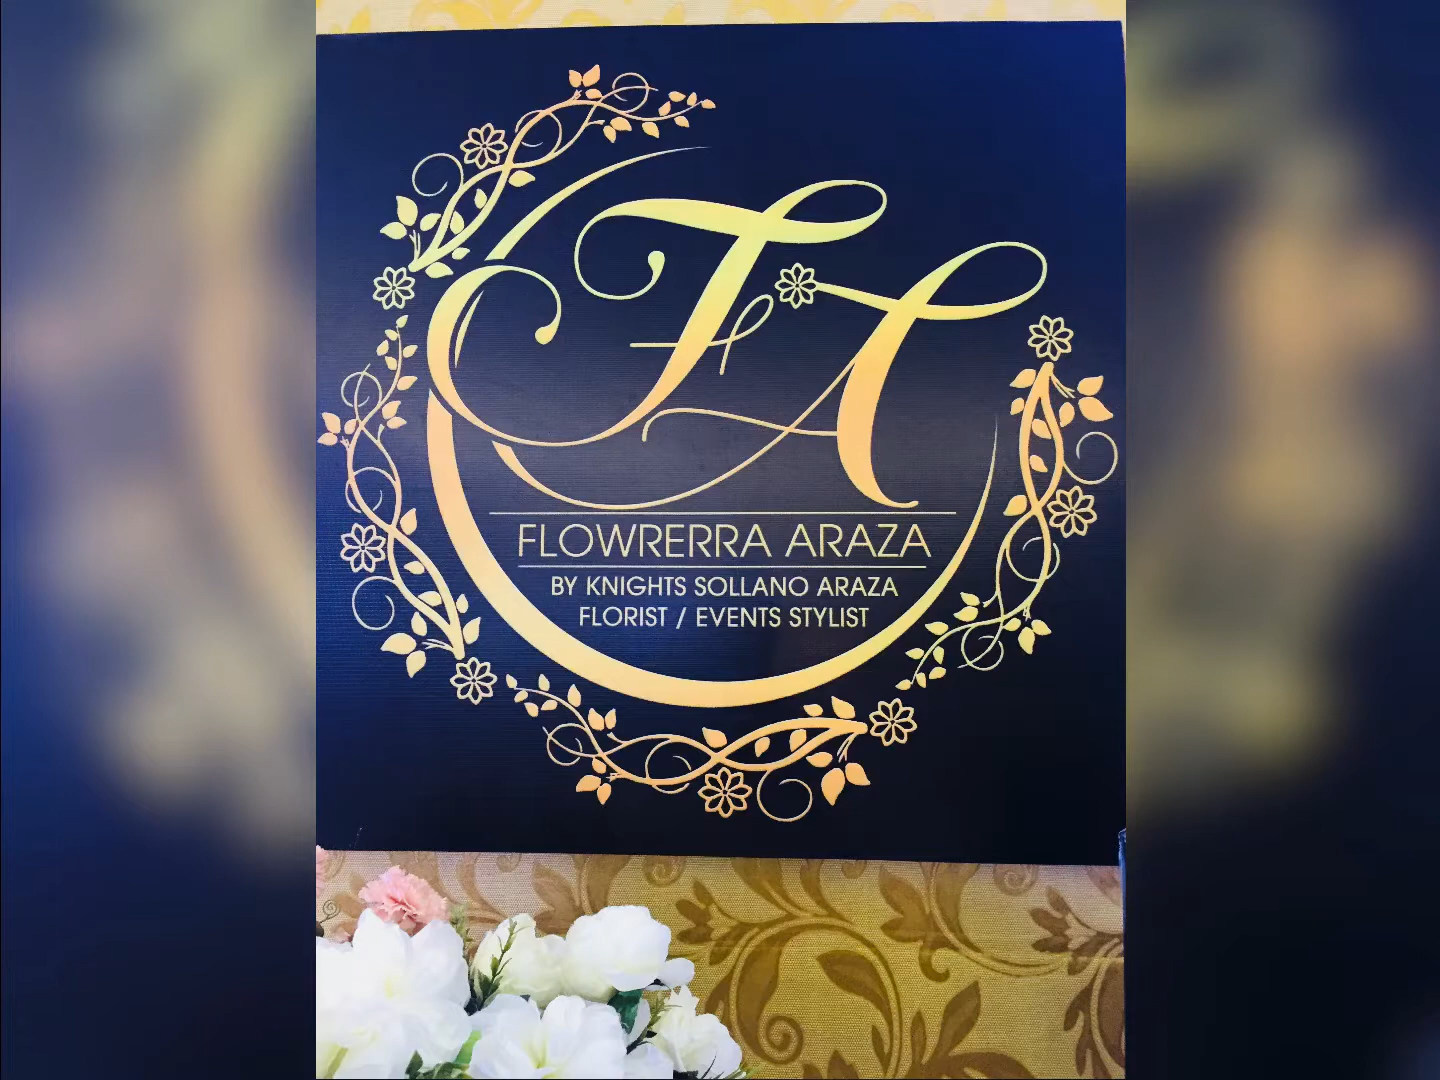 FA
FLOWRERRA ARAZA
BY KNIGHTS SOLLANO ARAZA
FLORIST / EVENTS STYLIST